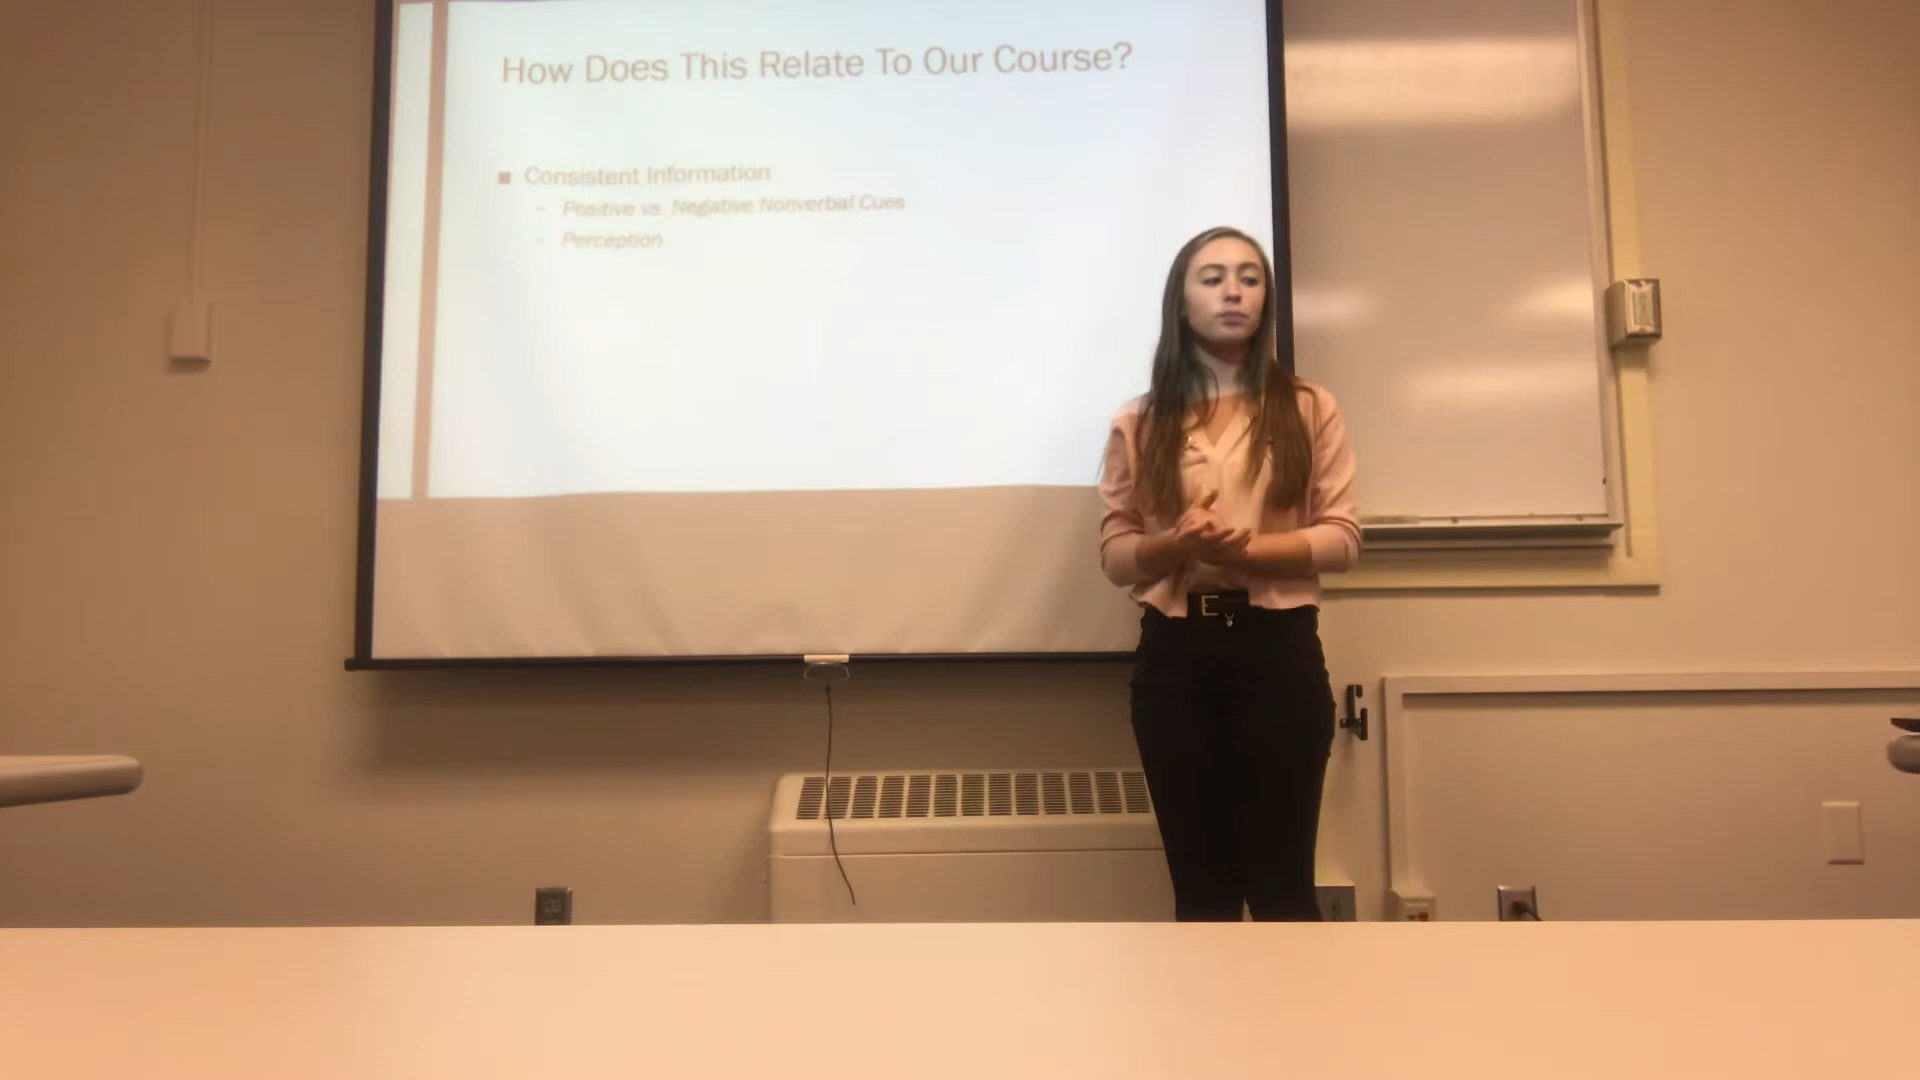 How Does This Relate To Our Course?
■ Consistent Information
– Positive vs. Negative Nonverbal Cues
– Perception